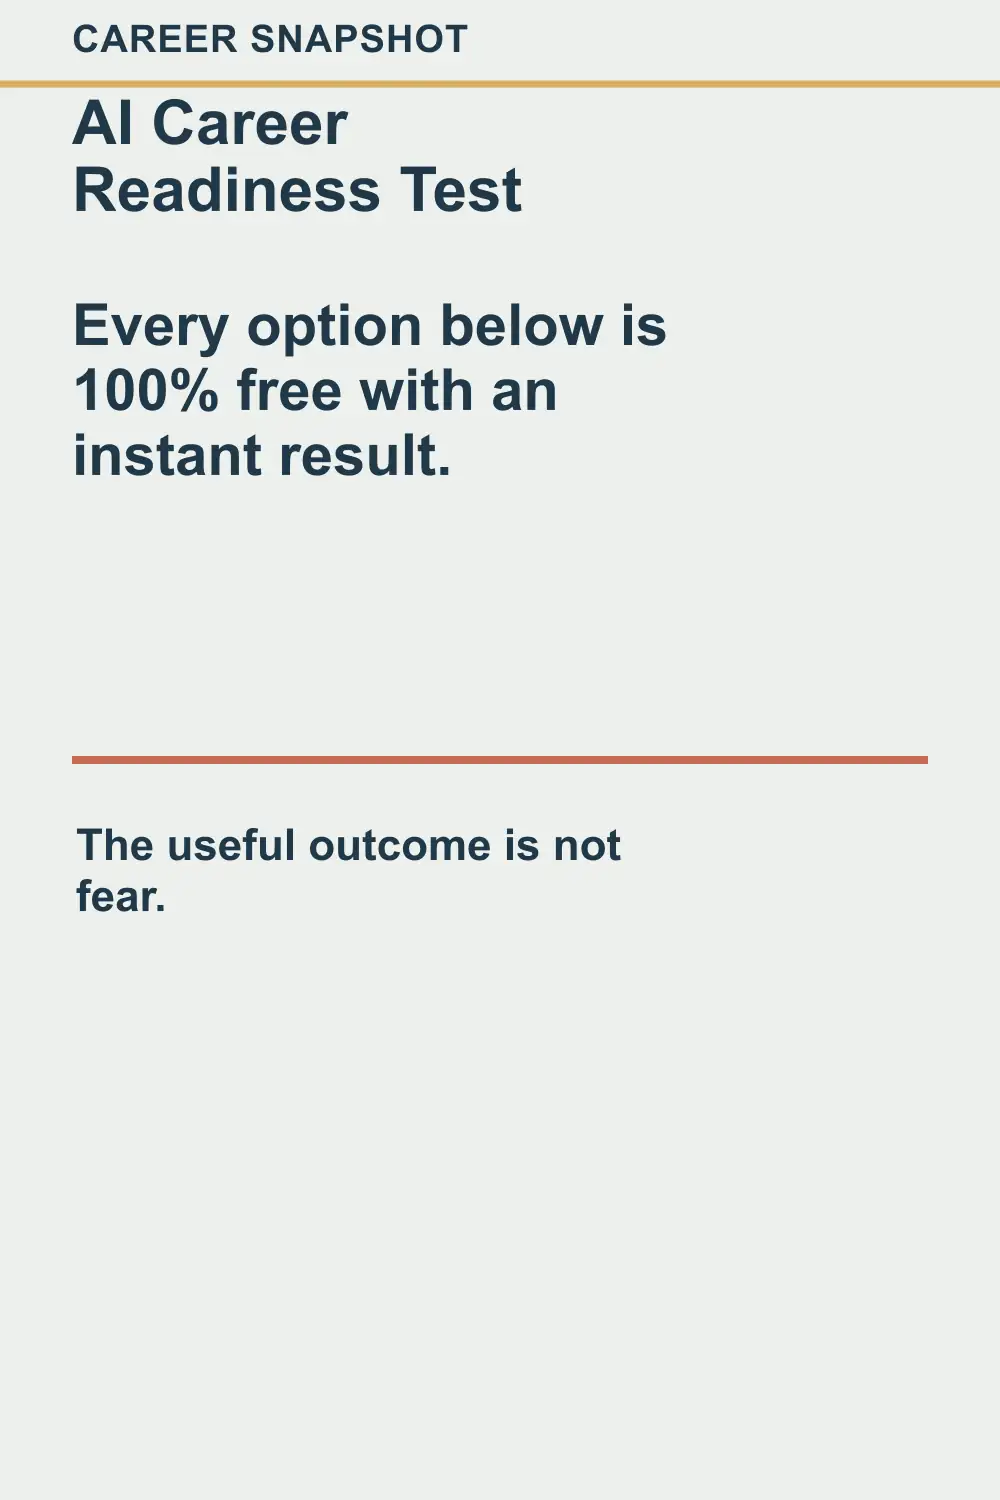 CAREER SNAPSHOT
AI Career
Readiness Test
Every option below is
100% free with an
instant result.
The useful outcome is not
fear.